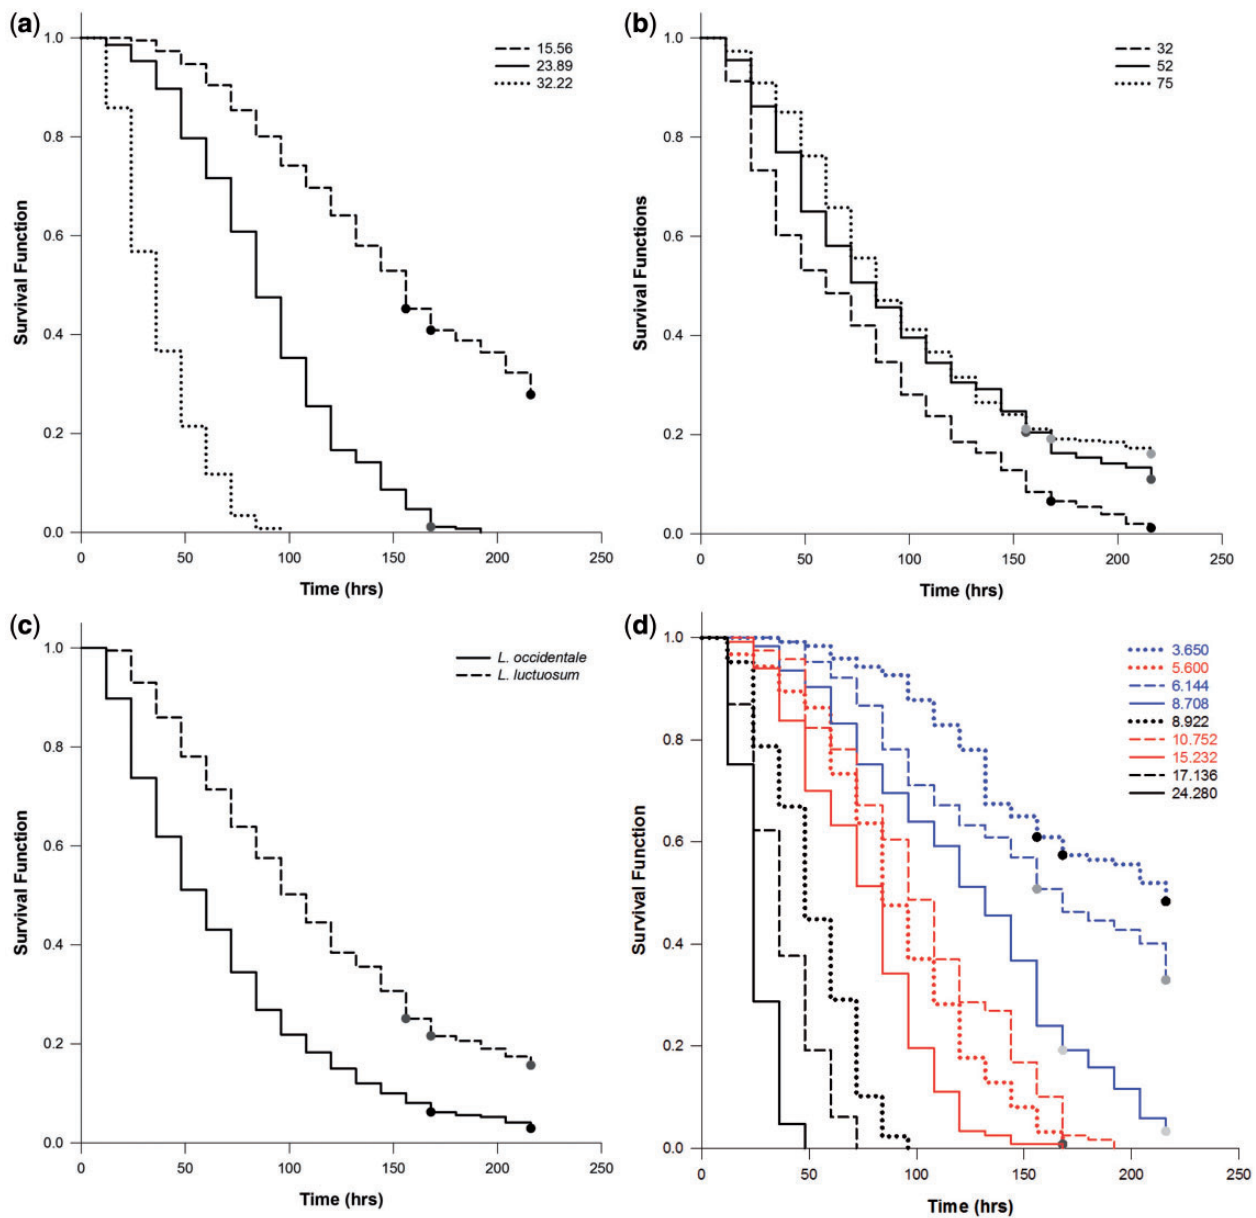 (a)
15.56
23.89
32.22
1.0
0.8
0.6
0.4
0.2
0.0
Survival Function
0 50 100 150 200 250
Time (hrs)
(b)
32
52
75
1.0
0.8
0.6
0.4
0.2
0.0
Survival Functions
0 50 100 150 200 250
Time (hrs)
(c)
L. occidentale
L. luctuosum
1.0
0.8
0.6
0.4
0.2
0.0
Survival Function
0 50 100 150 200 250
Time (hrs)
(d)
3.650
5.600
6.144
8.708
8.922
10.752
15.232
17.136
24.280
1.0
0.8
0.6
0.4
0.2
0.0
Survival Function
0 50 100 150 200 250
Time (hrs)